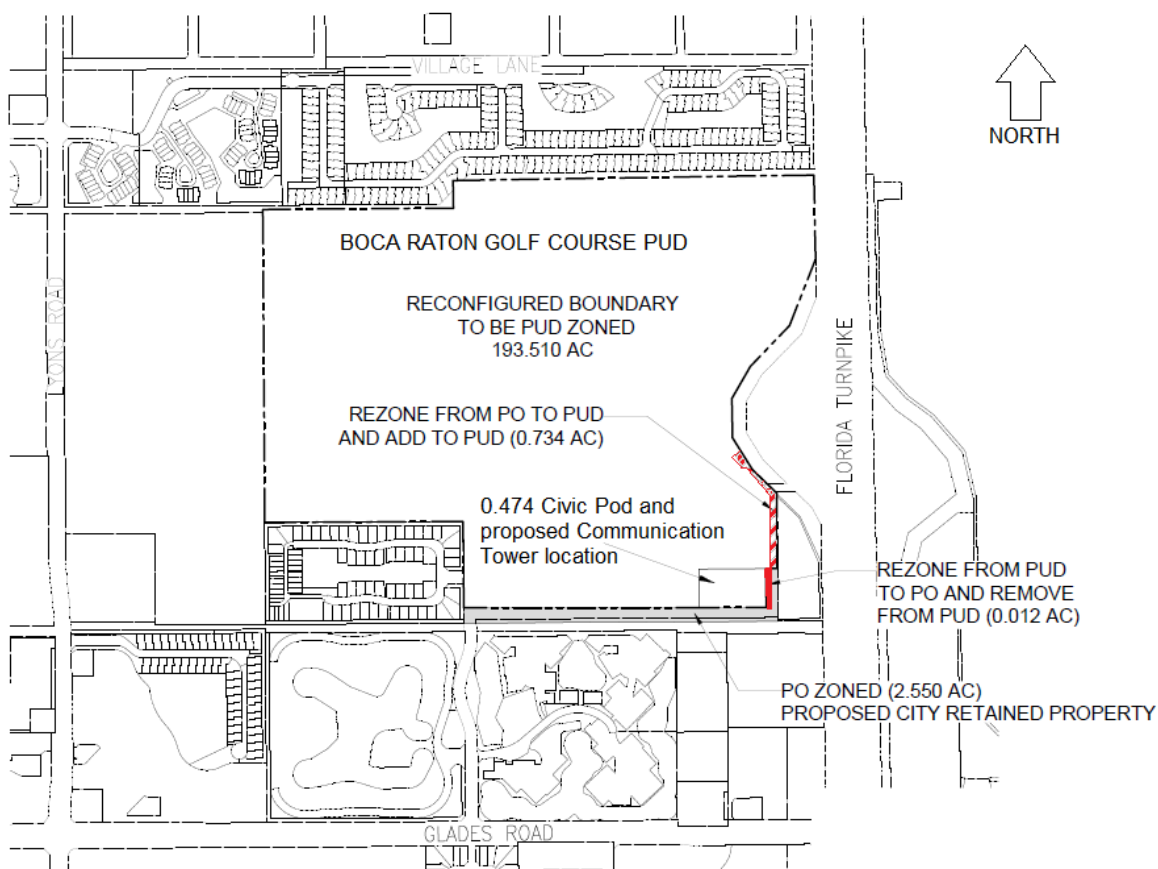 VILLAGE LANE
NORTH
BOCA RATON GOLF COURSE PUD
RECONFIGURED BOUNDARY
TO BE PUD ZONED
193.510 AC
LYONS ROAD
FLORIDA TURNPIKE
REZONE FROM PO TO PUD
AND ADD TO PUD (0.734 AC)
0.474 Civic Pod and
proposed Communication
Tower location
REZONE FROM PUD
TO PO AND REMOVE
FROM PUD (0.012 AC)
PO ZONED (2.550 AC)
PROPOSED CITY RETAINED PROPERTY
GLADES ROAD